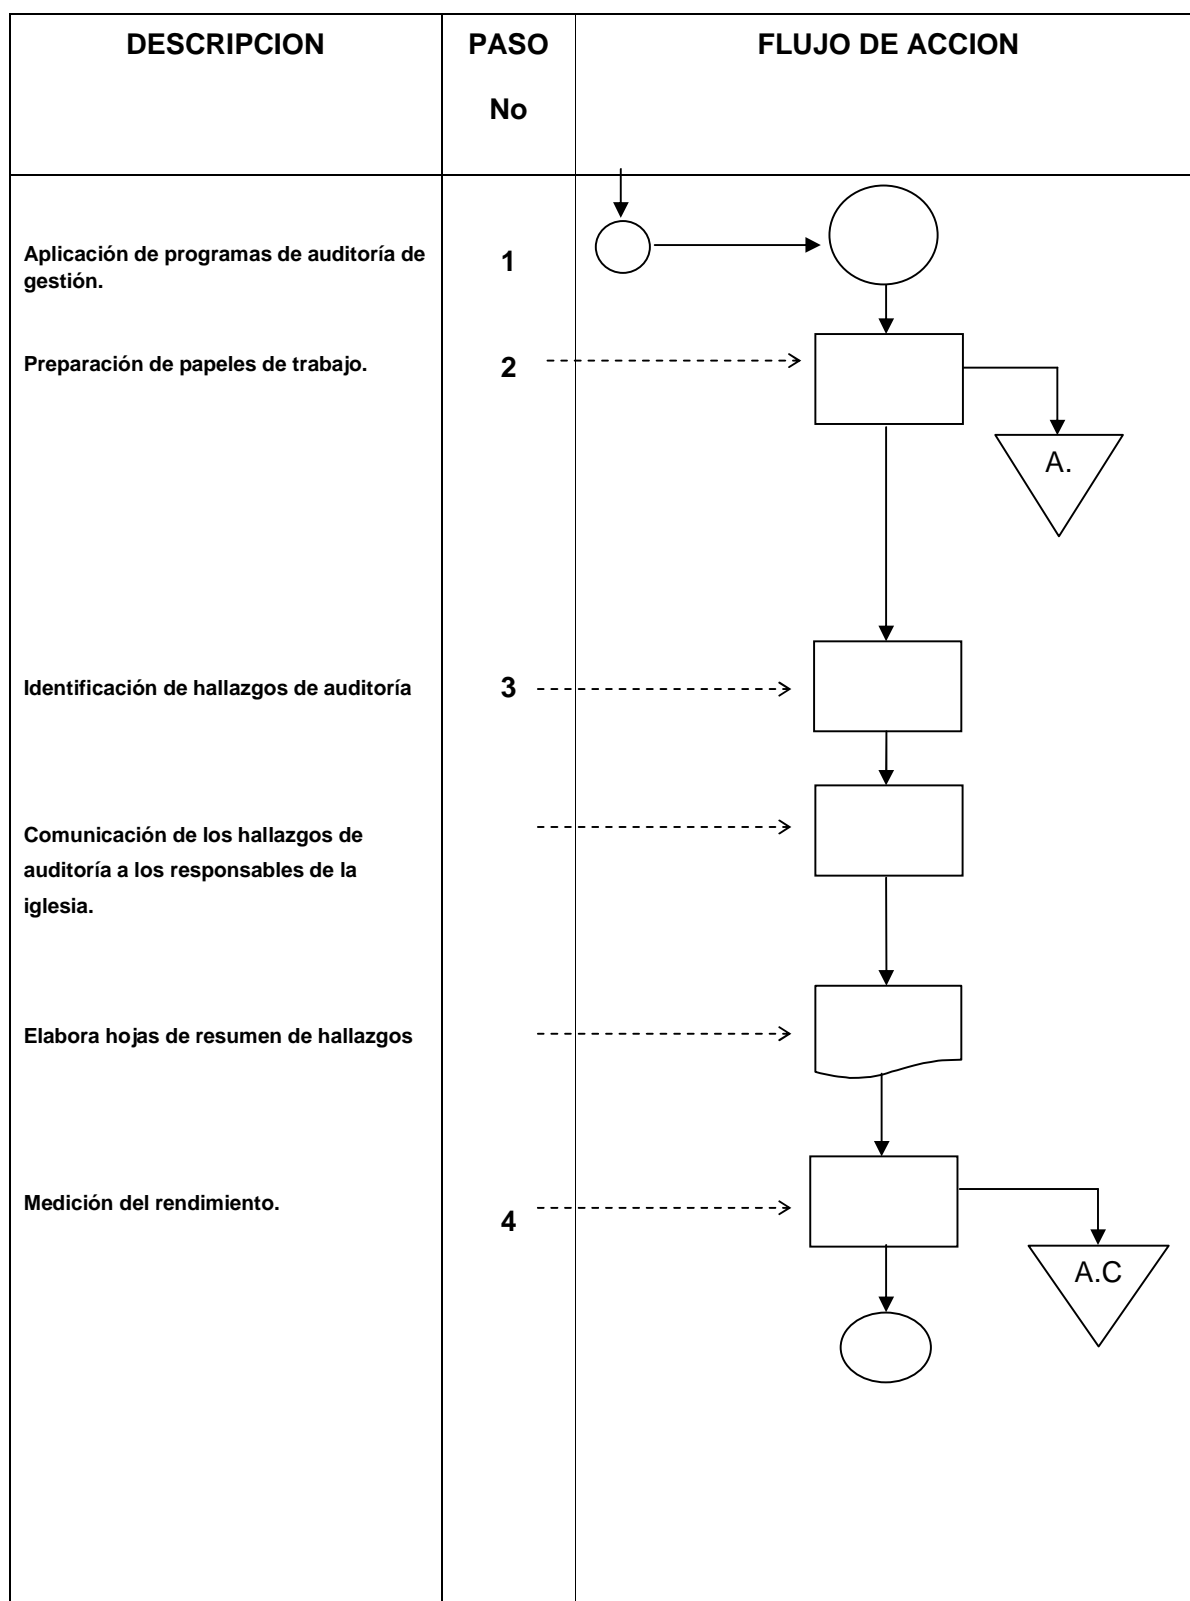 DESCRIPCION
PASO
No
FLUJO DE ACCION
Aplicación de programas de auditoría de
gestión.
1
Preparación de papeles de trabajo.
2
A.
Identificación de hallazgos de auditoría
3
Comunicación de los hallazgos de
auditoría a los responsables de la
iglesia.
Elabora hojas de resumen de hallazgos
Medición del rendimiento.
4
A.C